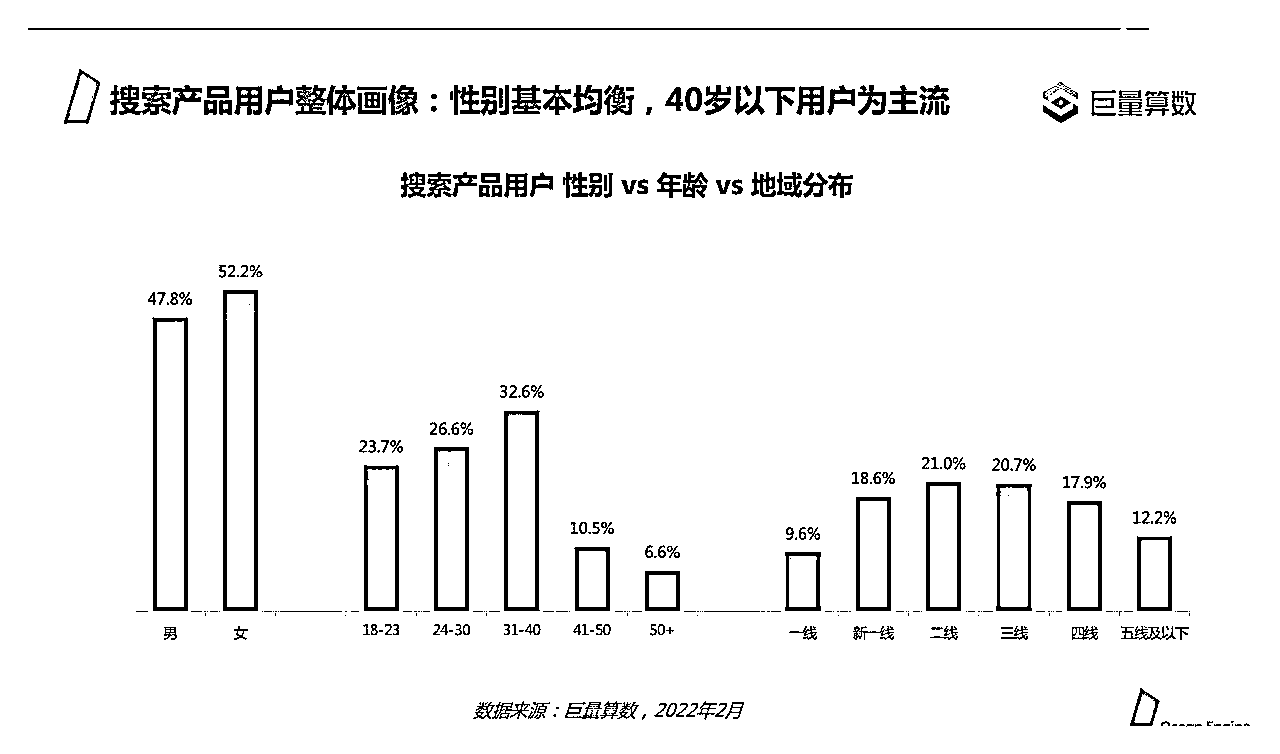 搜索产品用户整体画像：性别基本均衡，40岁以下用户为主流
巨量算数
搜索产品用户 性别 vs 年龄 vs 地域分布
47.8%
52.2%
23.7%
26.6%
32.6%
10.5%
6.6%
9.6%
18.6%
21.0%
20.7%
17.9%
12.2%
男
女
18-23
24-30
31-40
41-50
50+
一线
新一线
二线
三线
四线
五线及以下
数据来源：巨量算数，2022年2月
Ocean Engine